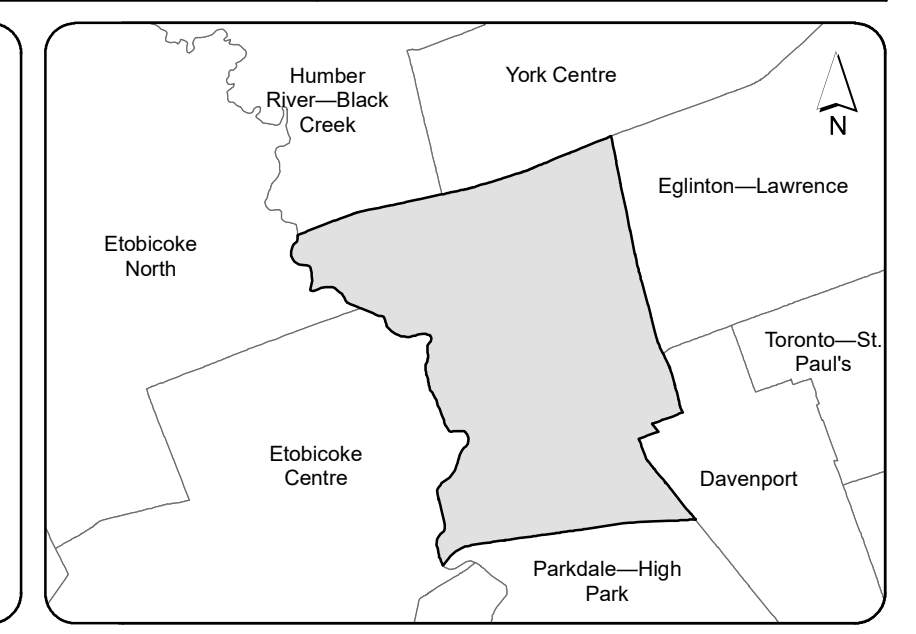 Humber
River—Black
Creek
York Centre
N
Eglinton—Lawrence
Etobicoke
North
Toronto—St.
Paul's
Etobicoke
Centre
Davenport
Parkdale—High
Park